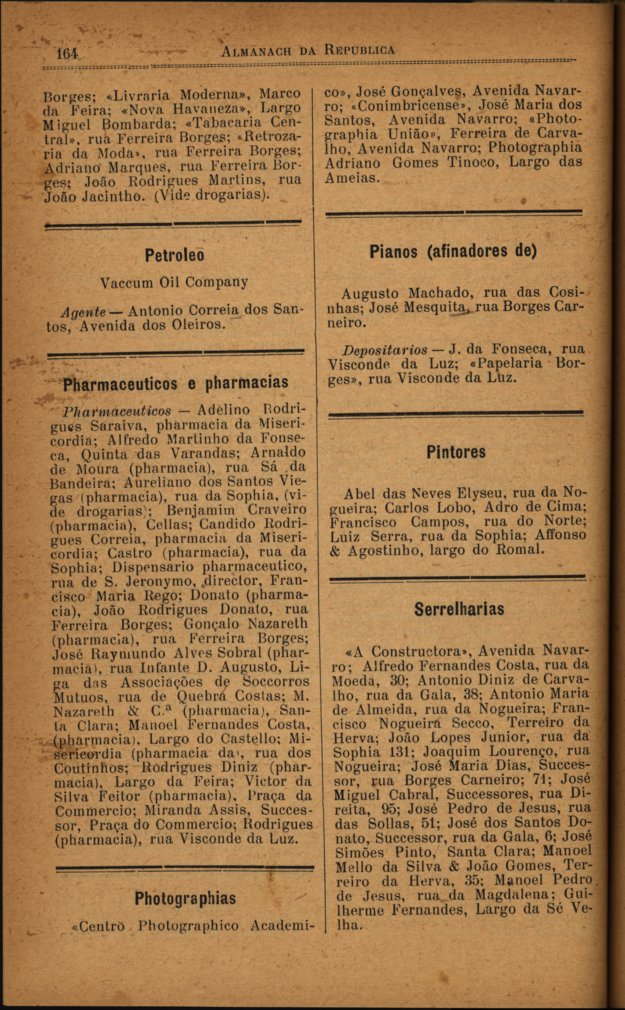 164
ALMANACH DA REPUBLICA
Borges; «Livraria Moderna», Marco
da Feira; «Nova Havaneza», Largo
Miguel Bombarda; «Tabacaria Cen-
tral», rua Ferreira Borges; «Retroza-
ria da Moda», rua Ferreira Borges;
Adriano Marques, rua Ferreira Bor-
ges; João Rodrigues Martins, rua
João Jacintho. (Vide drogarias).
Petroleo
Vaccum Oil Company
Agente — Antonio Correia dos San-
tos, Avenida dos Oleiros.
Pharmaceuticos e pharmacias
Pharmaceuticos — Adelino Rodri-
gues Saraiva, pharmacia da Miseri-
cordia; Alfredo Martinho da Fonse-
ca, Quinta das Varandas; Arnaldo
de Moura (pharmacia), rua Sá da
Bandeira; Aureliano dos Santos Vie-
gas (pharmacia), rua da Sophia, (vi-
de drogarias); Benjamim Craveiro
(pharmacia), Cellas; Candido Rodri-
gues Correia, pharmacia da Miseri-
cordia; Castro (pharmacia), rua da
Sophia; Dispensario pharmaceutico,
rua de S. Jeronymo, director, Fran-
cisco Maria Rego; Donato (pharma-
cia), João Rodrigues Donato, rua
Ferreira Borges; Gonçalo Nazareth
(pharmacia), rua Ferreira Borges;
José Raymundo Alves Sobral (phar-
macia), rua Infante D. Augusto, Li-
ga das Associações de Soccorros
Mutuos, rua de Quebra Costas; M.
Nazareth & C.ª (pharmacia), San-
ta Clara; Manoel Fernandes Costa,
(pharmacia), Largo do Castello; Mi-
sericordia (pharmacia da), rua dos
Coutinhos; Rodrigues Diniz (phar-
macia), Largo da Feira; Victor da
Silva Feitor (pharmacia), Praça da
Commercio; Miranda Assis, Succes-
sor, Praça do Commercio; Rodrigues
(pharmacia), rua Visconde da Luz.
Photographias
«Centro Photographico Academi-
co», José Gonçalves, Avenida Navar-
ro; «Conimbricense», José Maria dos
Santos, Avenida Navarro; «Photo-
graphia União», Ferreira de Carva-
lho, Avenida Navarro; Photographia
Adriano Gomes Tinoco, Largo das
Ameias.
Pianos (afinadores de)
Augusto Machado, rua das Cosi-
nhas; José Mesquita, rua Borges Car-
neiro.
Depositarios — J. da Fonseca, rua
Visconde da Luz; «Papelaria Bor-
ges», rua Visconde da Luz.
Pintores
Abel das Neves Elyseu, rua da No-
gueira; Carlos Lobo, Adro de Cima;
Francisco Campos, rua do Norte;
Luiz Serra, rua da Sophia; Affonso
& Agostinho, largo do Romal.
Serrelharias
«A Constructora», Avenida Navar-
ro; Alfredo Fernandes Costa, rua da
Moeda, 30; Antonio Diniz de Carva-
lho, rua da Gala, 38; Antonio Maria
de Almeida, rua da Nogueira; Fran-
cisco Nogueira Secco, Terreiro da
Herva; João Lopes Junior, rua da
Sophia 131; Joaquim Lourenço, rua
Nogueira; José Maria Dias, Succes-
sor, rua Borges Carneiro; 71; José
Miguel Cabral, Successores, rua Di-
reita, 95; José Pedro de Jesus, rua
das Sollas, 51; José dos Santos Do-
nato, Successor, rua da Gala, 6; José
Simões Pinto, Santa Clara; Manoel
Mello da Silva & João Gomes, Ter-
reiro da Herva, 35; Manoel Pedro
de Jesus, rua da Magdalena; Gui-
lherme Fernandes, Largo da Sé Ve-
lha.